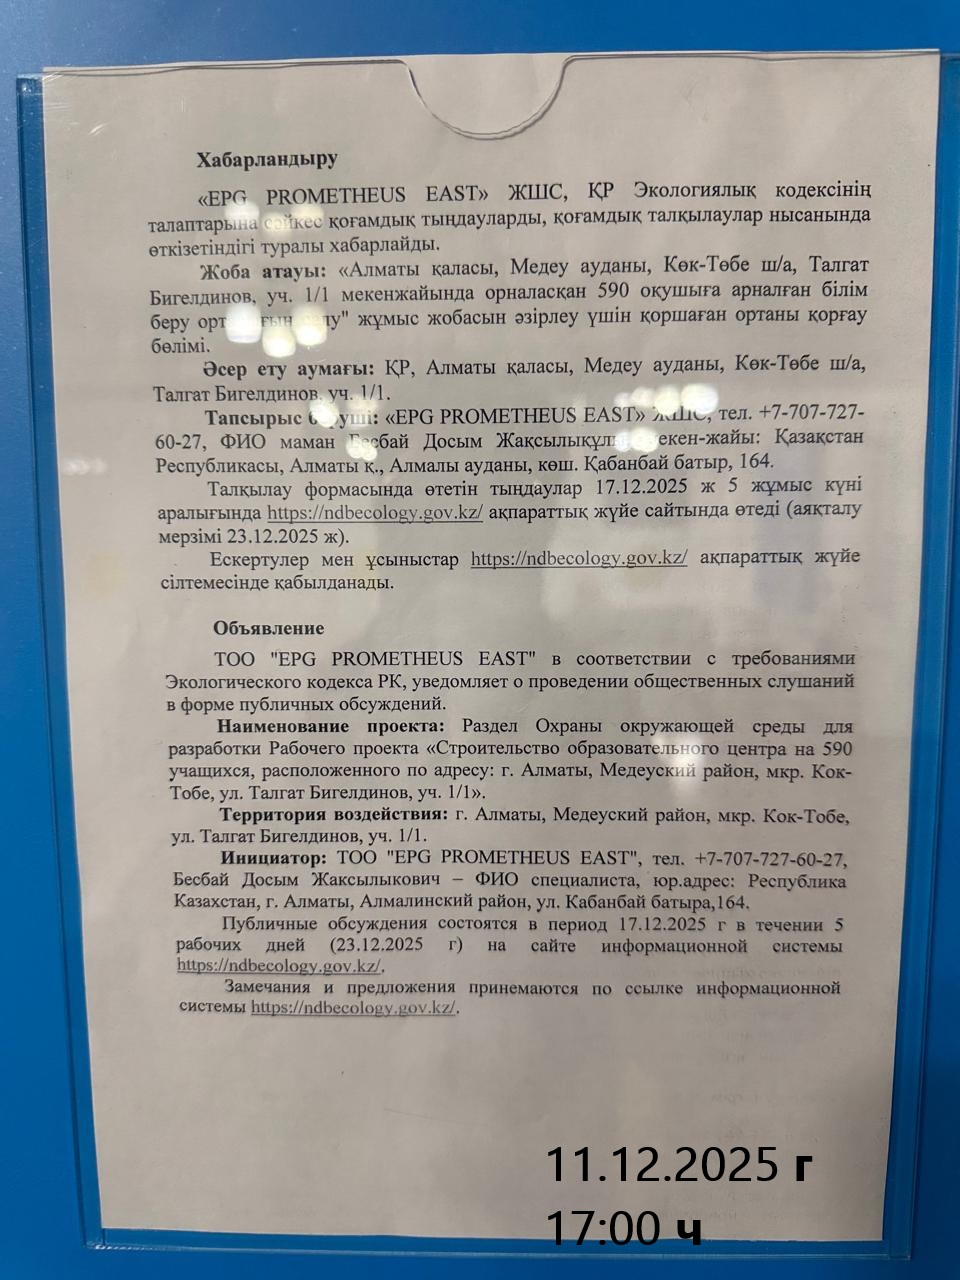 Хабарландыру
«EPG PROMETHEUS EAST» ЖШС, ҚР Экологиялық кодексінің
талаптарына сәйкес қоғамдық тыңдауларды, қоғамдық талқылаулар нысанында
өткізетіндігі туралы хабарлайды.
Жоба атауы: «Алматы қаласы, Медеу ауданы, Көк-Төбе ш/а, Талгат
Бигелдинов, уч. 1/1 мекенжайында орналасқан 590 оқушыға арналған білім
беру жұмыс жобасын әзірлеу үшін қоршаған ортаны қорғау
бөлімі.
Әсер ету аумағы: ҚР, Алматы қаласы, Медеу ауданы, Көк-Төбе ш/а,
Талгат Бигелдинов, уч. 1/1.
Тапсырыс беруші: «EPG PROMETHEUS EAST» ЖШС, тел. +7-707-727-
60-27, ФИО маман Бесбай Досым Қазақстан
Республикасы, Алматы қ., Алмалы ауданы, көш. Қабанбай батыр, 164.
Талқылау формасында өтетін тыңдаулар 17.12.2025 ж 5 жұмыс күні
аралығында https://ndbecology.gov.kz/ ақпараттық жүйе сайтында өтеді (аяқталу
мерзімі 23.12.2025 ж).
Ескертулер мен ұсыныстар https://ndbecology.gov.kz/ ақпараттық жүйе
сілтемесінде қабылданады.
Объявление
ТОО "EPG PROMETHEUS EAST" в соответствии с требованиями
Экологического кодекса РК, уведомляет о проведении общественных слушаний
в форме публичных обсуждений.
Наименование проекта: Раздел Охраны окружающей среды для
разработки Рабочего проекта «Строительство образовательного центра на 590
учащихся, расположенного по адресу: г. Алматы, Медеуский район, мкр. Кок-
Тобе, ул. Талгат Бигелдинов, уч. 1/1».
Территория воздействия: г. Алматы, Медеуский район, мкр. Кок-Тобе,
ул. Талгат Бигелдинов, уч. 1/1.
Инициатор: ТОО "EPG PROMETHEUS EAST", тел. +7-707-727-60-27,
Бесбай Досым Жаксылыкович – ФИО специалиста, юр.адрес: Республика
Казахстан, г. Алматы, Алмалинский район, ул. Кабанбай батыра,164.
Публичные обсуждения состоятся в период 17.12.2025 г в течении 5
рабочих дней (23.12.2025 г) на сайте информационной системы
https://ndbecology.gov.kz/.
Замечания и предложения принемаются по ссылке информационной
системы https://ndbecology.gov.kz/.
11.12.2025 г
17:00 ч